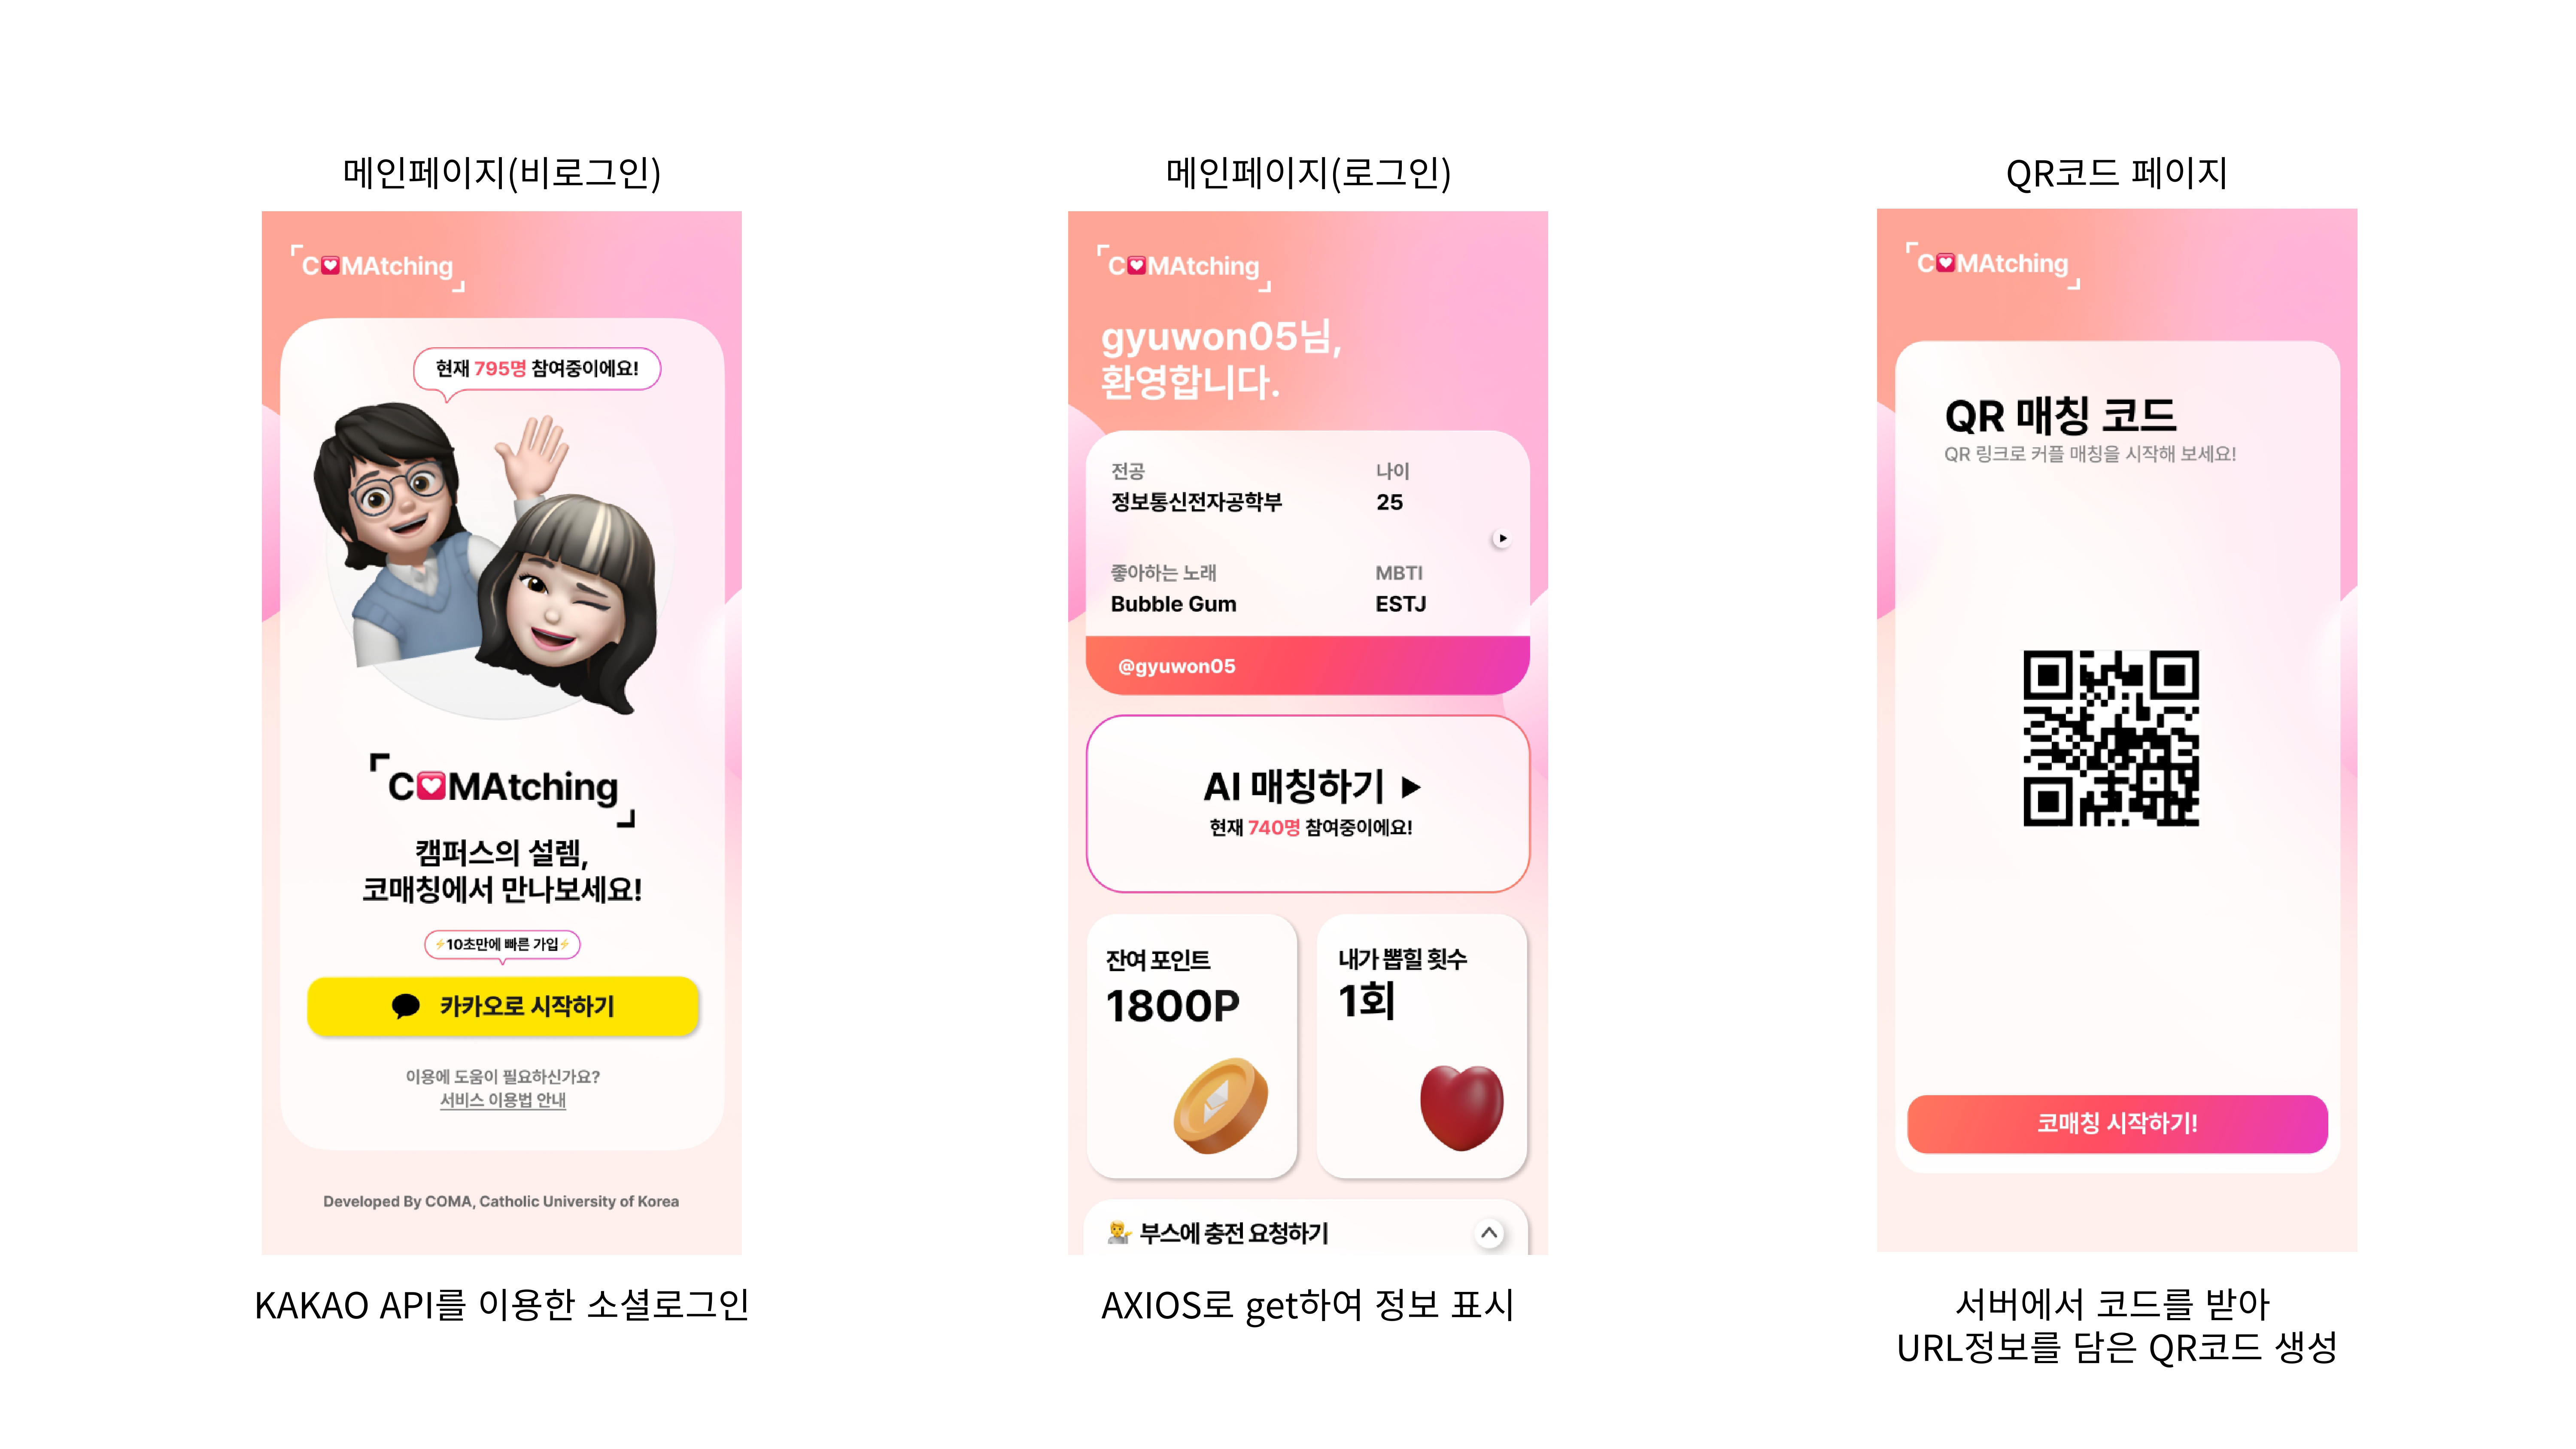 메인페이지(비로그인)
COMAtching
현재 795명 참여중이에요!
COMAtching
캠퍼스의 설렘,
코매칭에서 만나보세요!
⚡10초만에 빠른 가입⚡
카카오로 시작하기
이용에 도움이 필요하신가요?
서비스 이용법 안내
Developed By COMA, Catholic University of Korea
KAKAO API를 이용한 소셜로그인
메인페이지(로그인)
COMAtching
gyuwon05님,
환영합니다.
전공 나이
정보통신전자공학부 25
좋아하는 노래 MBTI
Bubble Gum ESTJ
@gyuwon05
AI 매칭하기 ▶
현재 740명 참여중이에요!
잔여 포인트
1800P
내가 뽑힐 횟수
1회
부스에 충전 요청하기
AXIOS로 get하여 정보 표시
QR코드 페이지
COMAtching
QR 매칭 코드
QR 링크로 커플 매칭을 시작해 보세요!
코매칭 시작하기!
서버에서 코드를 받아
URL정보를 담은 QR코드 생성